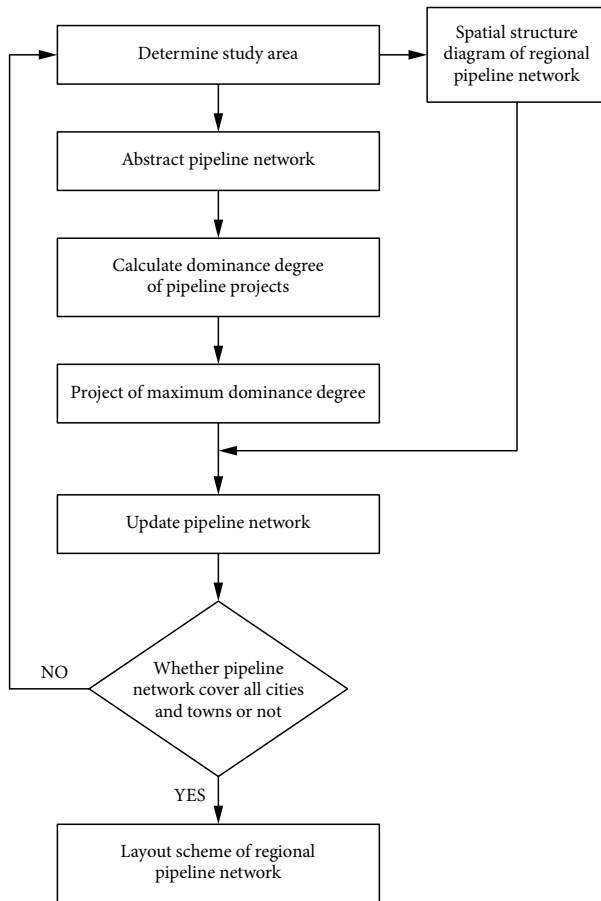 Determine study area
Spatial structure
diagram of regional
pipeline network
Abstract pipeline network
Calculate dominance degree
of pipeline projects
Project of maximum dominance degree
Update pipeline network
NO
Whether pipeline
network cover all cities
and towns or not
YES
Layout scheme of regional
pipeline network